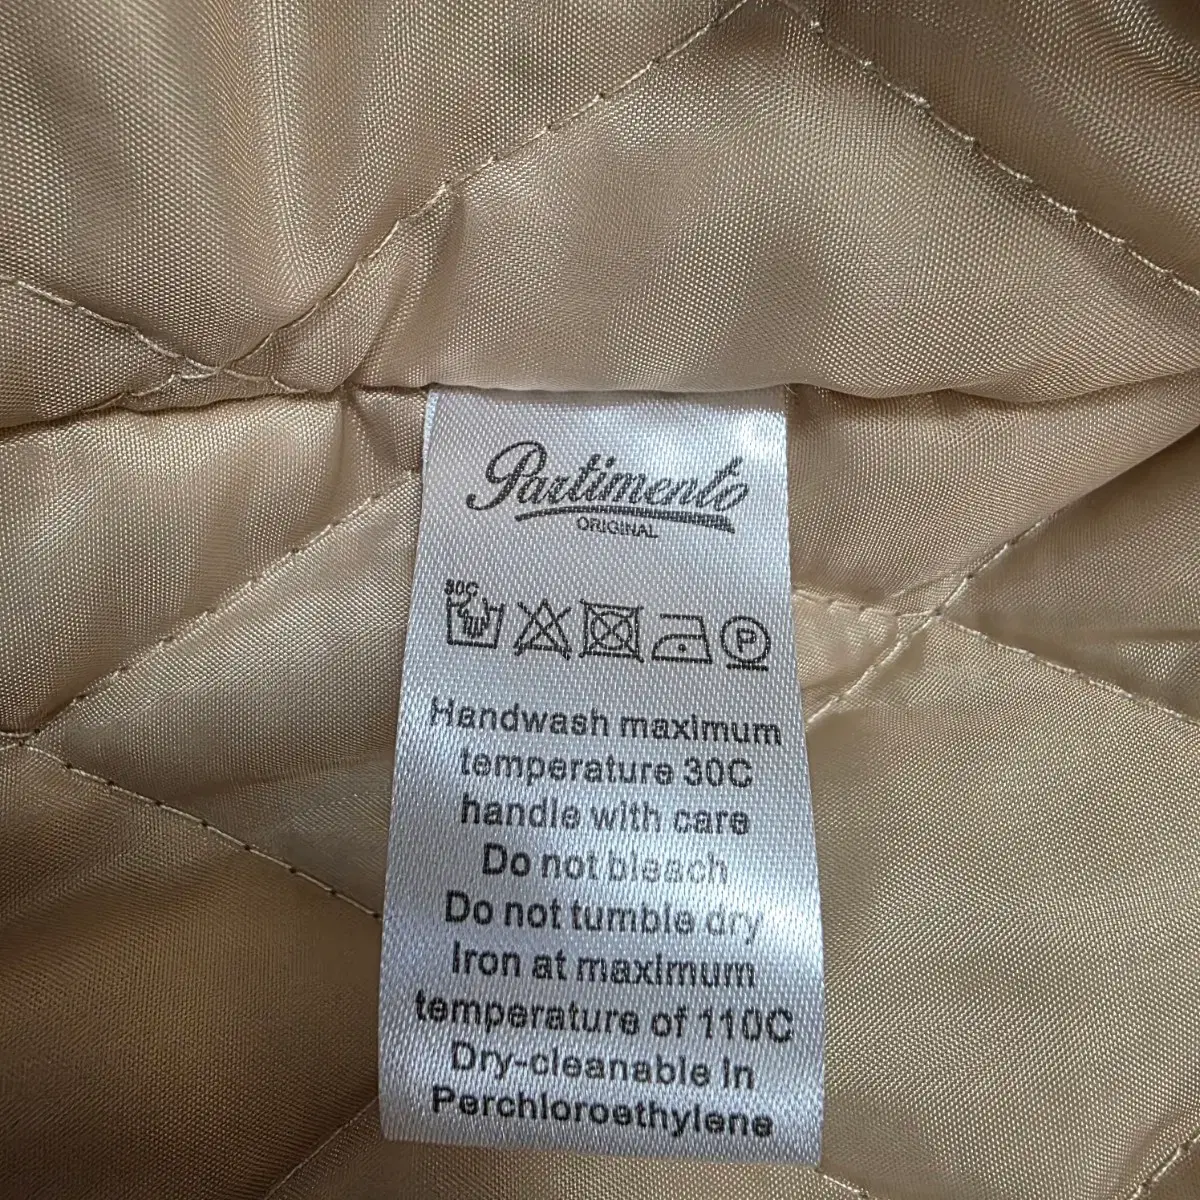 Partimento
ORIGINAL
30C
P
Handwash maximum
temperature 30C
handle with care
Do not bleach
Do not tumble dry
Iron at maximum
temperature of 110C
Dry-cleanable in
Perchloroethylene